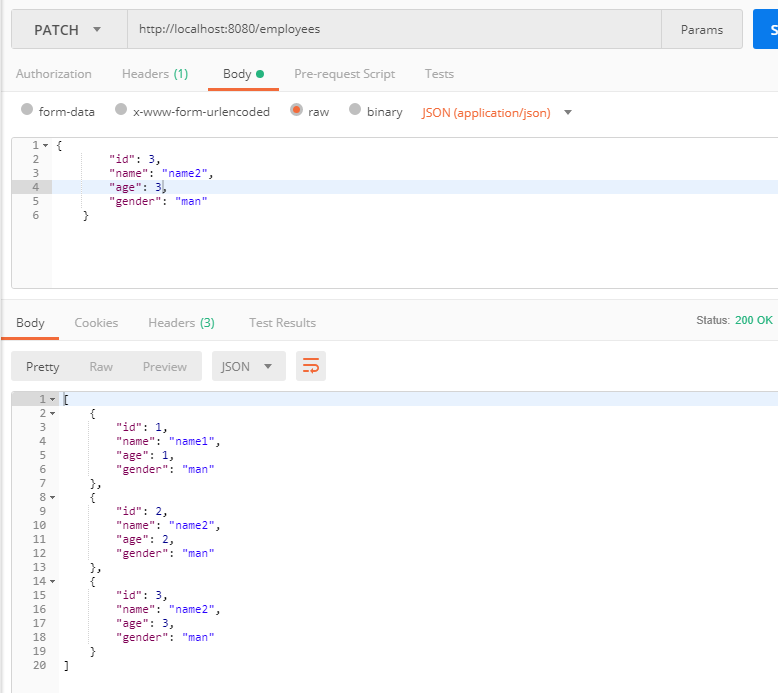 PATCH http://localhost:8080/employees Params S
Authorization Headers (1) Body Pre-request Script Tests
form-data x-www-form-urlencoded raw binary JSON (application/json)
1 {
2 "id": 3,
3 "name": "name2",
4 "age": 3,
5 "gender": "man"
6 }
Body Cookies Headers (3) Test Results Status: 200 OK
Pretty Raw Preview JSON
1 [
2 {
3 "id": 1,
4 "name": "name1",
5 "age": 1,
6 "gender": "man"
7 },
8 {
9 "id": 2,
10 "name": "name2",
11 "age": 2,
12 "gender": "man"
13 },
14 {
15 "id": 3,
16 "name": "name2",
17 "age": 3,
18 "gender": "man"
19 }
20 ]